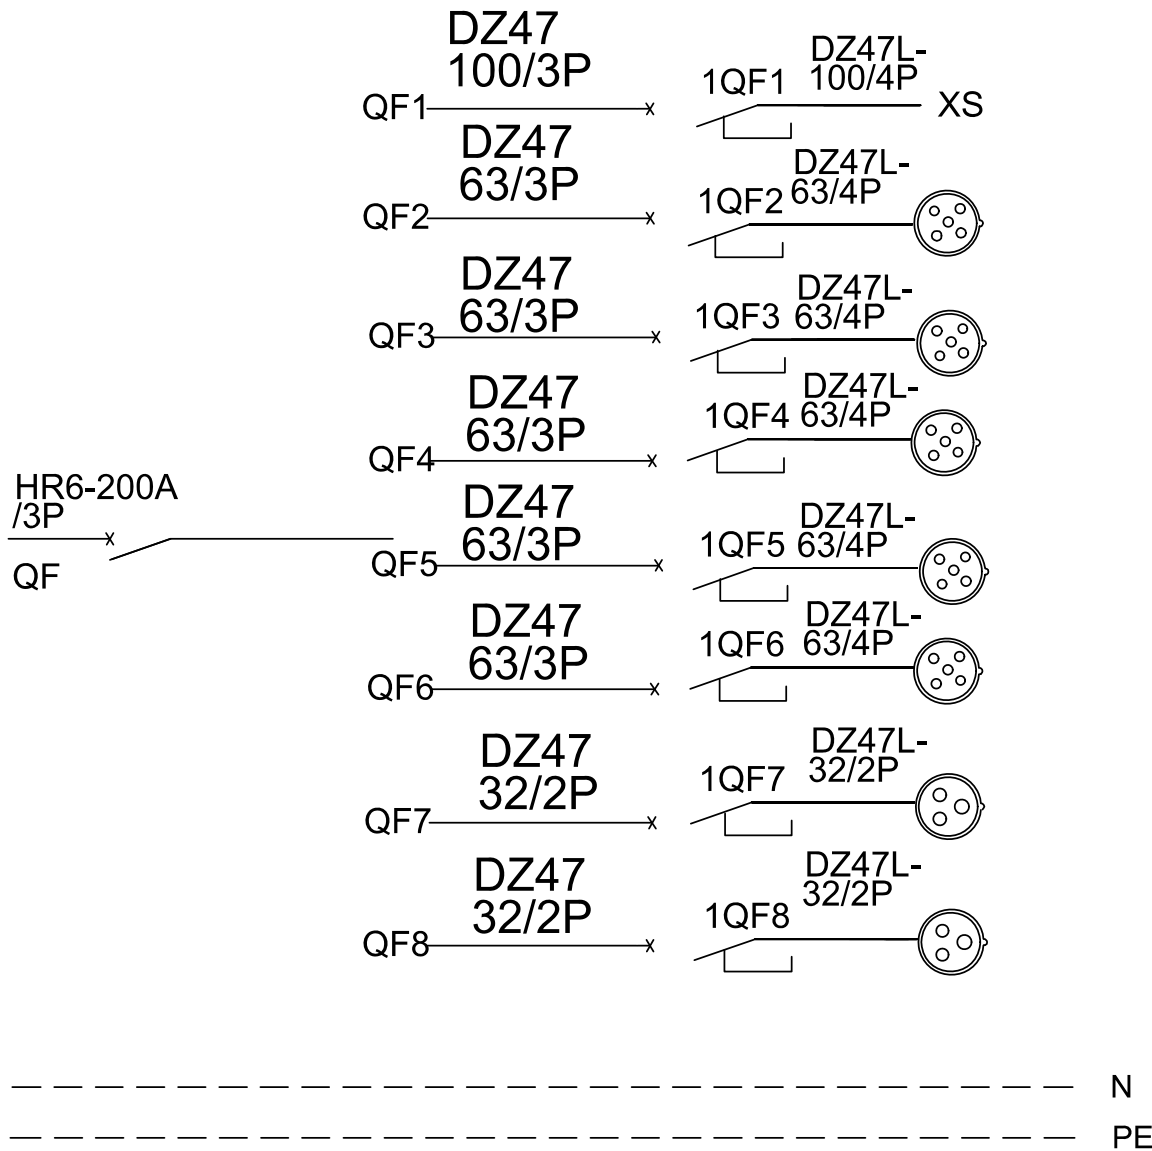 DZ47
100/3P
QF1
1QF1
DZ47L-
100/4P
XS
DZ47
63/3P
QF2
1QF2
DZ47L-
63/4P
DZ47
63/3P
QF3
1QF3
DZ47L-
63/4P
DZ47
63/3P
QF4
1QF4
DZ47L-
63/4P
HR6-200A
/3P
QF
DZ47
63/3P
QF5
1QF5
DZ47L-
63/4P
DZ47
63/3P
QF6
1QF6
DZ47L-
63/4P
DZ47
32/2P
QF7
1QF7
DZ47L-
32/2P
DZ47
32/2P
QF8
1QF8
DZ47L-
32/2P
N
PE